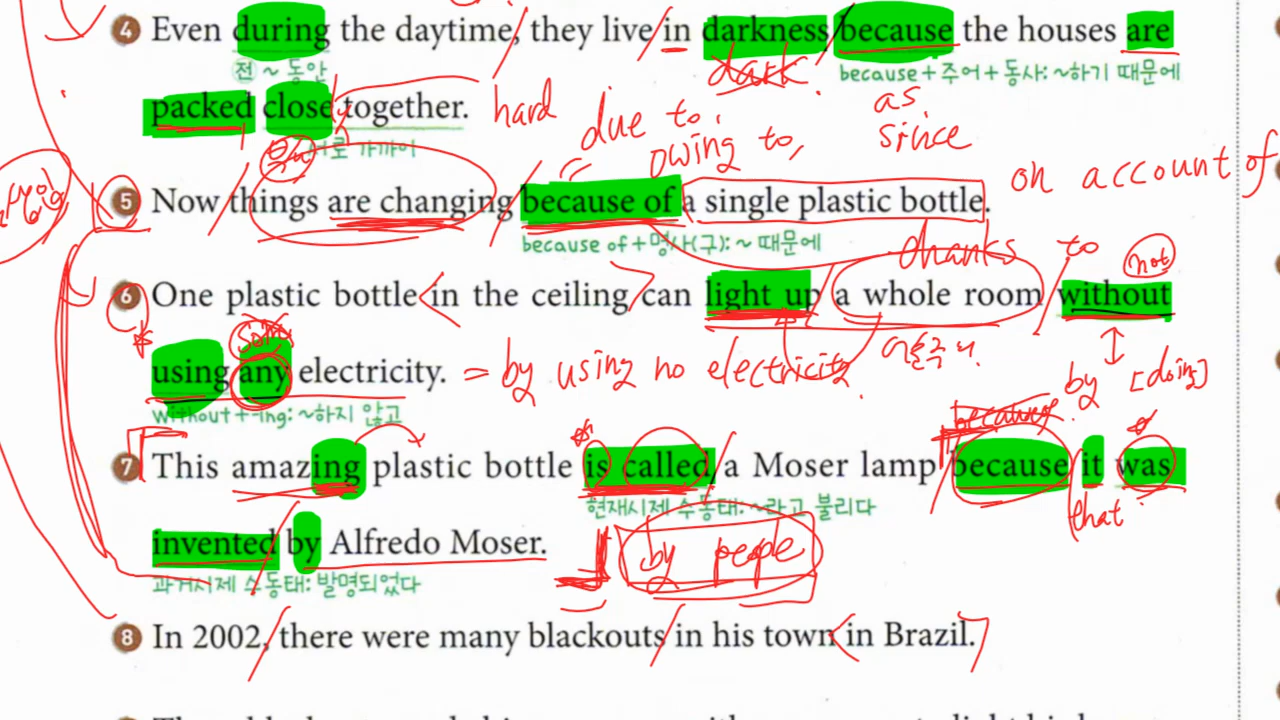 ④ Even during the daytime, they live in darkness because the houses are
dark
전 ~ 동안
because + 주어 + 동사: ~하기 때문에
packed close together.
hard
due to,
owing to,
as
since
서로 가까이
on account of
⑤ Now things are changing because of a single plastic bottle.
because of + 명사(구): ~ 때문에
thanks to
not
⑥ One plastic bottle in the ceiling can light up a whole room without
some
using any electricity.
= by using no electricity
by [doing]
without + -ing: ~하지 않고
because
⑦ This amazing plastic bottle is called a Moser lamp because it was
현재시제 수동태: ~라고 불리다
that
invented by Alfredo Moser.
by people
과거시제 수동태: 발명되었다
⑧ In 2002, there were many blackouts in his town in Brazil.